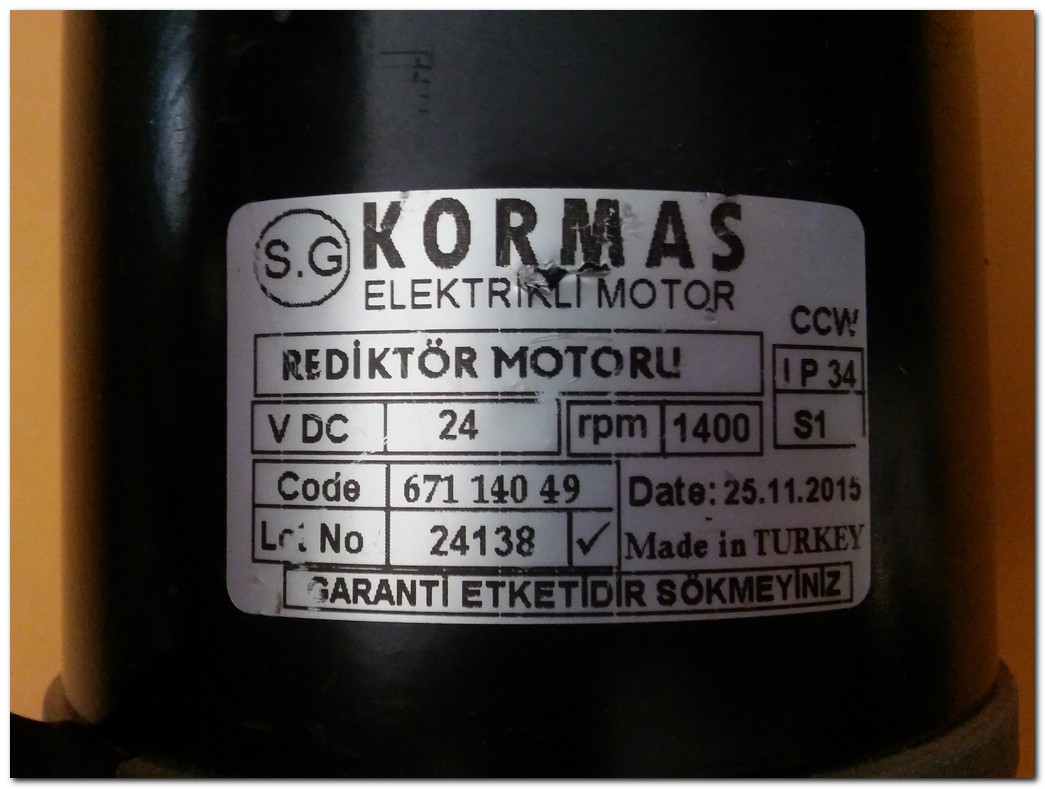 S.G KORMAS
ELEKTRİKLİ MOTOR
CCW
REDİKTÖR MOTORU
IP 34
V DC 24 rpm 1400
S1
Code 671 140 49
Date: 25.11.2015
Lot No 24138 ✓
Made in TURKEY
GARANTİ ETKETİDİR SÖKMEYİNİZ